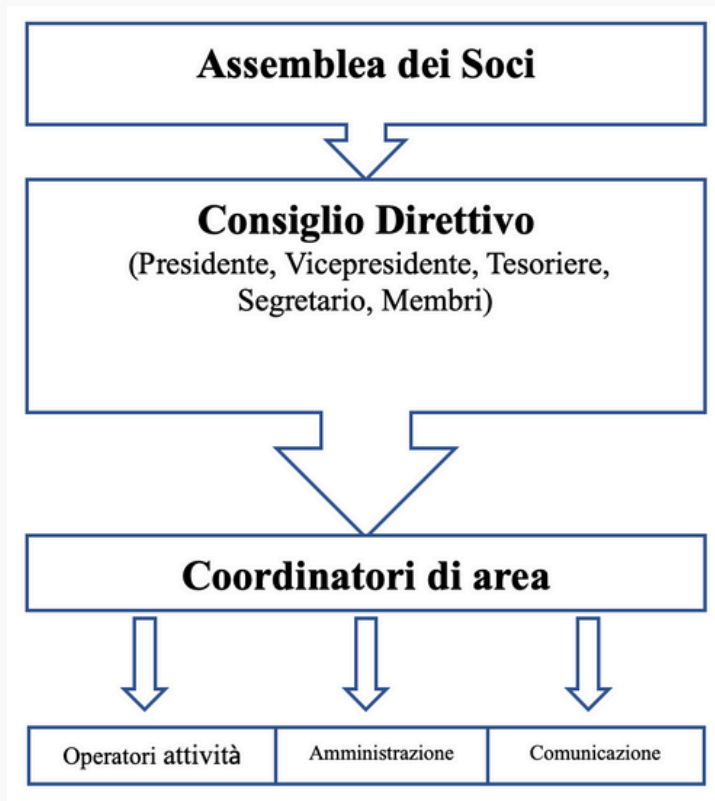 Assemblea dei Soci
Consiglio Direttivo
(Presidente, Vicepresidente, Tesoriere,
Segretario, Membri)
Coordinatori di area
Operatori attività
Amministrazione
Comunicazione